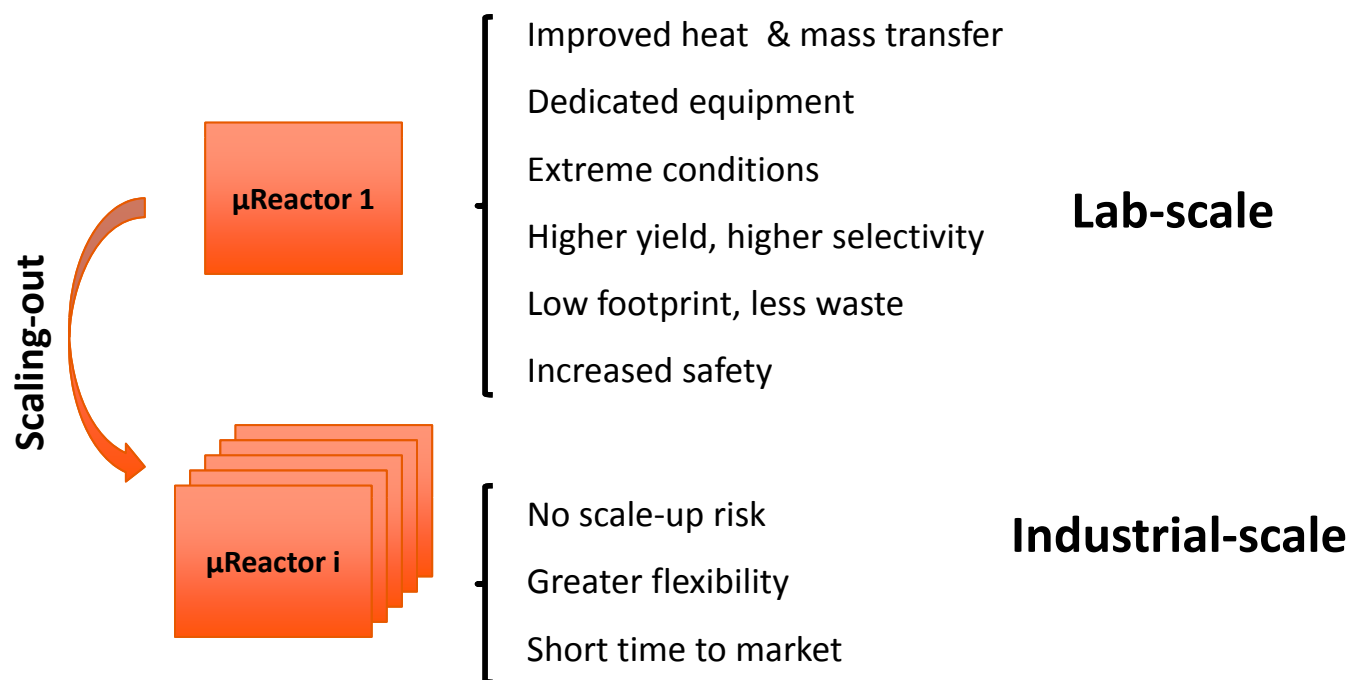 Improved heat & mass transfer
Dedicated equipment
Extreme conditions
Higher yield, higher selectivity
Low footprint, less waste
Increased safety
µReactor 1
Lab-scale
Scaling-out
µReactor i
No scale-up risk
Greater flexibility
Short time to market
Industrial-scale